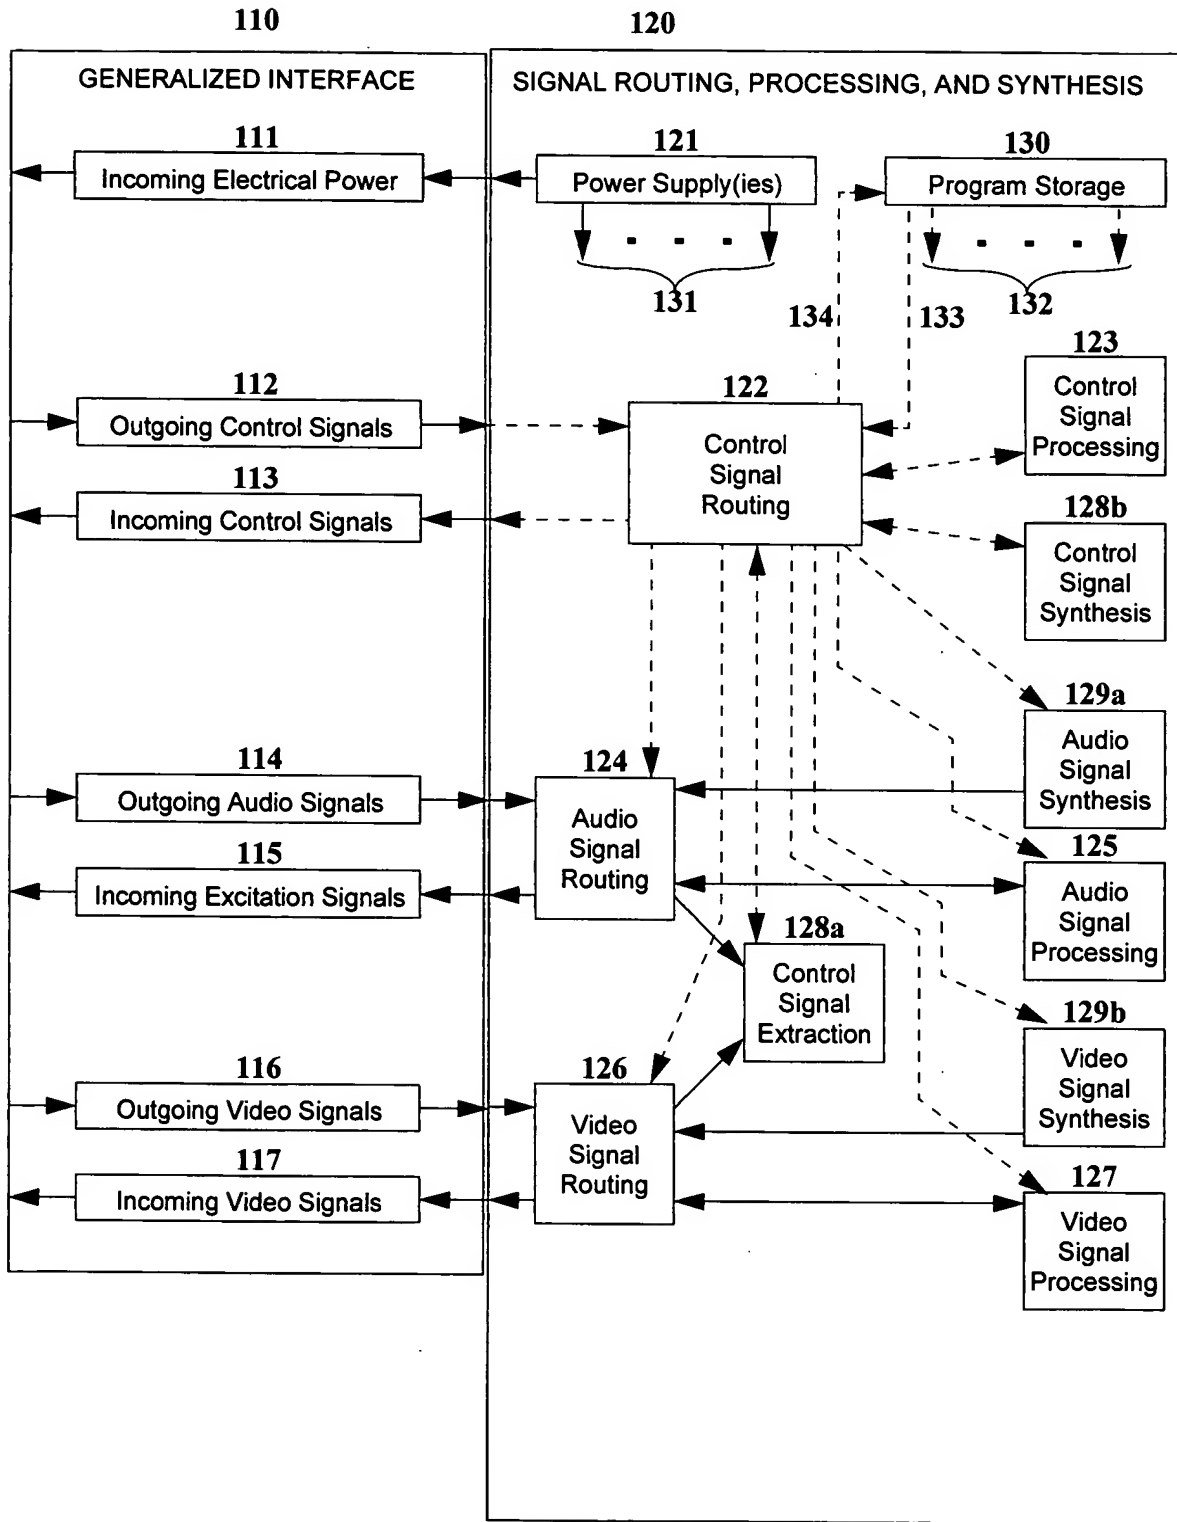 110
120
GENERALIZED INTERFACE
SIGNAL ROUTING, PROCESSING, AND SYNTHESIS
111
Incoming Electrical Power
121
Power Supply(ies)
130
Program Storage
131
134
133
132
112
Outgoing Control Signals
113
Incoming Control Signals
122
Control
Signal
Routing
123
Control
Signal
Processing
128b
Control
Signal
Synthesis
129a
Audio
Signal
Synthesis
114
Outgoing Audio Signals
115
Incoming Excitation Signals
124
Audio
Signal
Routing
125
Audio
Signal
Processing
128a
Control
Signal
Extraction
129b
Video
Signal
Synthesis
116
Outgoing Video Signals
117
Incoming Video Signals
126
Video
Signal
Routing
127
Video
Signal
Processing